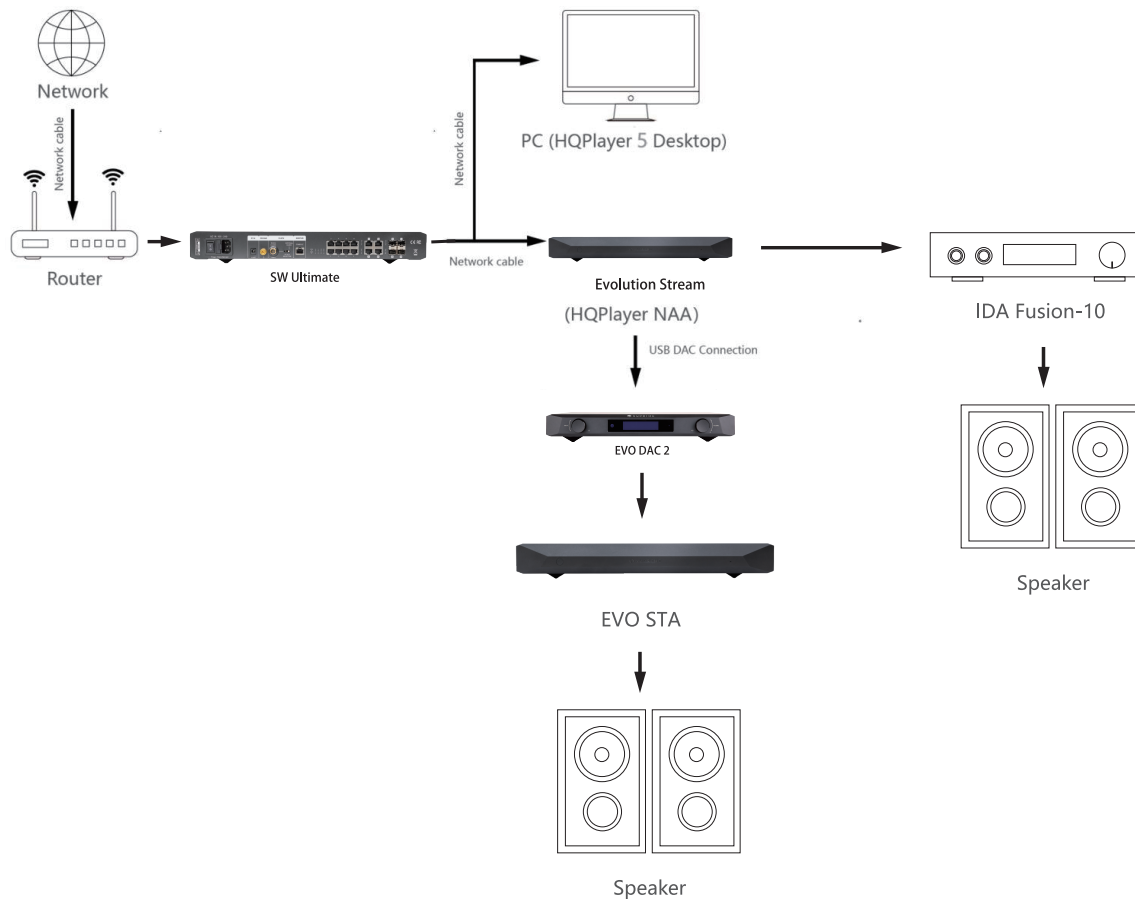 Network
Network cable
Router
SW Ultimate
Network cable
PC (HQPlayer 5 Desktop)
Network cable
Evolution Stream
(HQPlayer NAA)
USB DAC Connection
EVO DAC 2
EVO STA
Speaker
IDA Fusion-10
Speaker